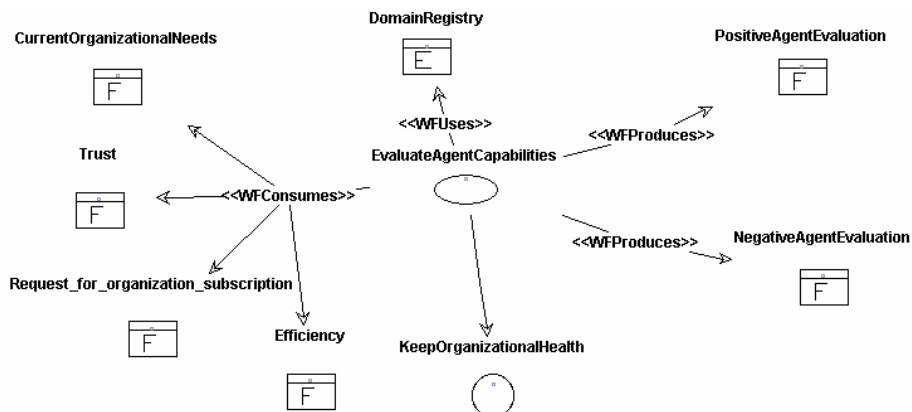 DomainRegistry
CurrentOrganizationalNeeds
PositiveAgentEvaluation
E
F
F
<<WFUses>>
<<WFProduces>>
Trust
EvaluateAgentCapabilities
<<WFConsumes>>
F
<<WFProduces>>
NegativeAgentEvaluation
Request_for_organization_subscription
F
Efficiency
F
KeepOrganizationalHealth
F